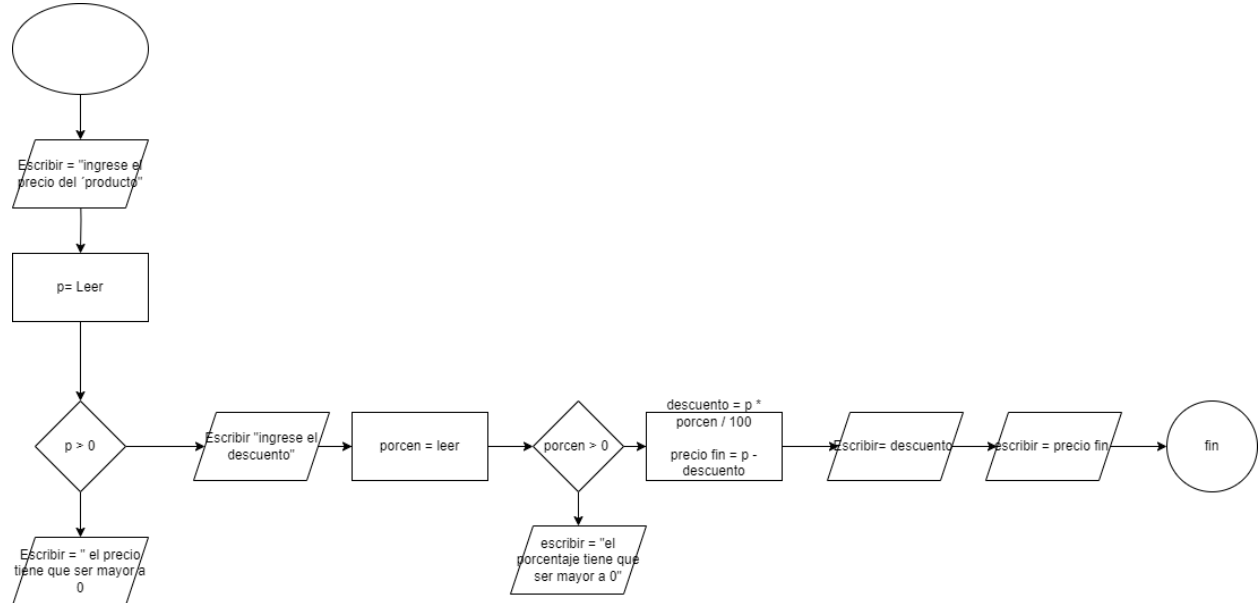 Escribir = "ingrese el
precio del ´producto"
p= Leer
p > 0
Escribir "ingrese el
descuento"
porcen = leer
porcen > 0
descuento = p *
porcen / 100
precio fin = p -
descuento
Escribir= descuento
escribir = precio fin
fin
Escribir = " el precio
tiene que ser mayor a
0
escribir = "el
porcentaje tiene que
ser mayor a 0"